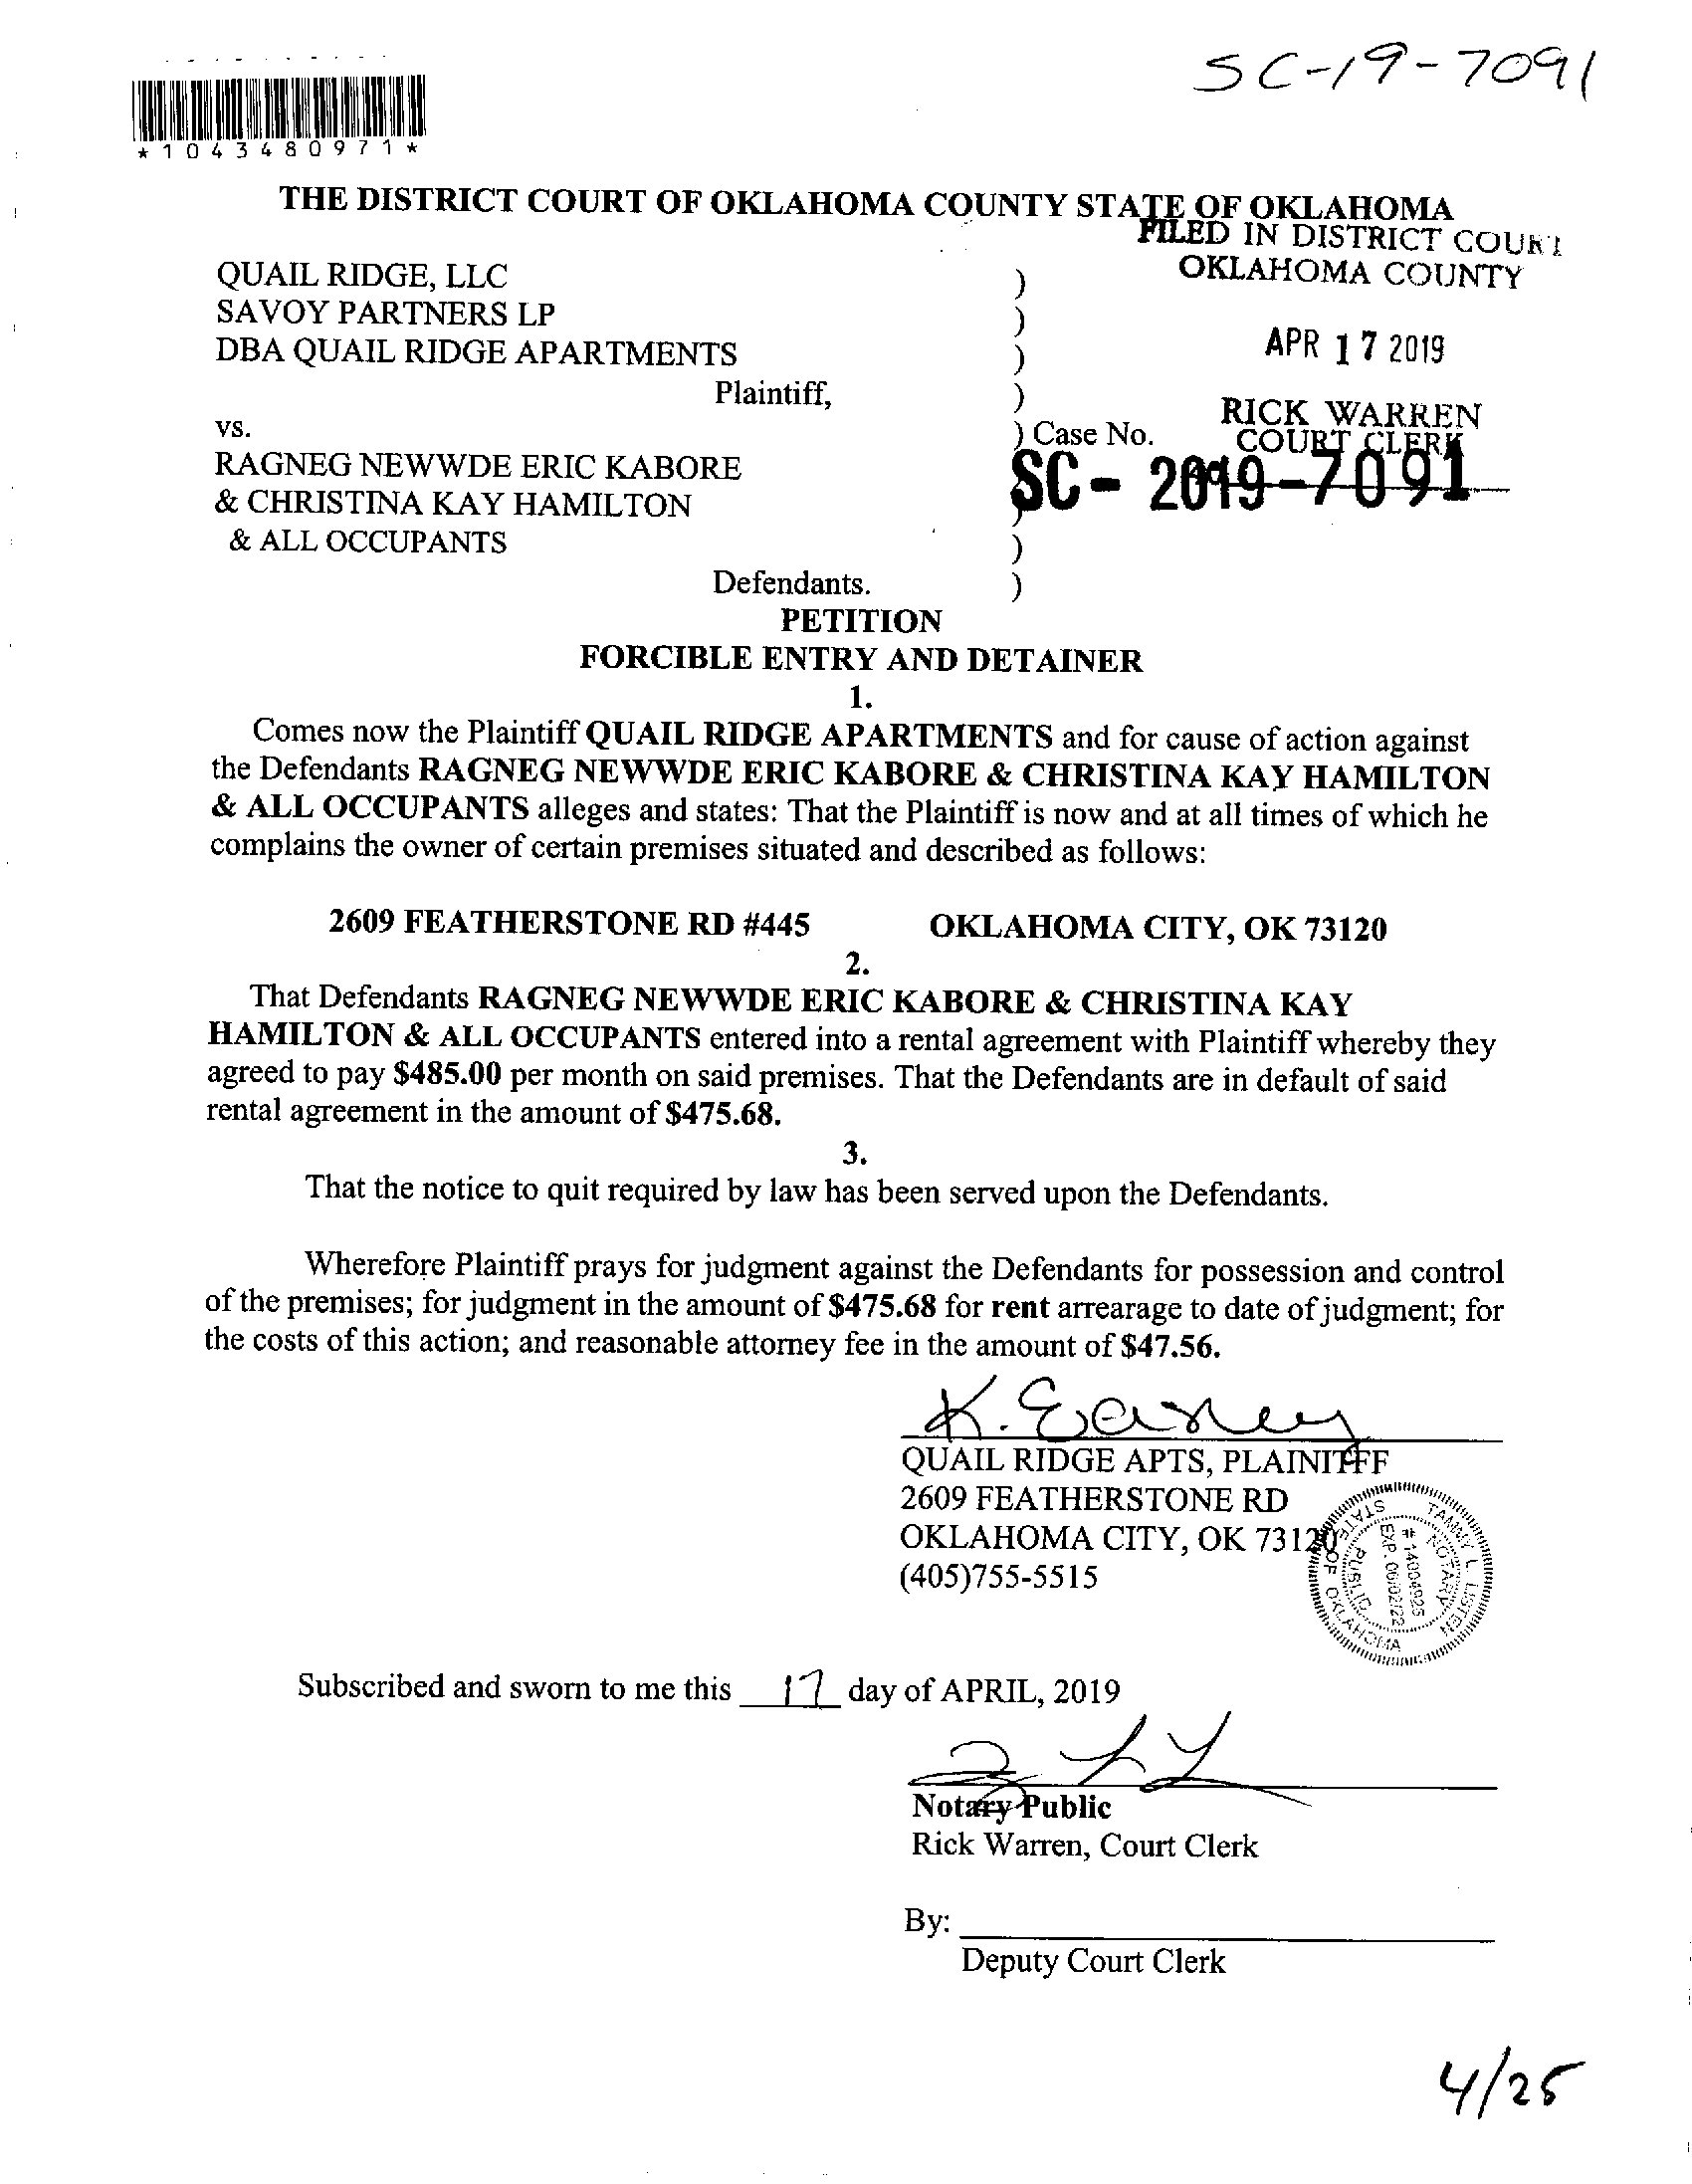 SC-19-7091
*1043480971*
THE DISTRICT COURT OF OKLAHOMA COUNTY STATE OF OKLAHOMA
FILED IN DISTRICT COURT
OKLAHOMA COUNTY
QUAIL RIDGE, LLC )
SAVOY PARTNERS LP )
DBA QUAIL RIDGE APARTMENTS )
APR 17 2019
Plaintiff, )
RICK WARREN
COURT CLERK
vs. ) Case No.
SC - 2019-7091
RAGNEG NEWWDE ERIC KABORE
& CHRISTINA KAY HAMILTON )
& ALL OCCUPANTS )
Defendants. )
PETITION
FORCIBLE ENTRY AND DETAINER
1.
Comes now the Plaintiff QUAIL RIDGE APARTMENTS and for cause of action against
the Defendants RAGNEG NEWWDE ERIC KABORE & CHRISTINA KAY HAMILTON
& ALL OCCUPANTS alleges and states: That the Plaintiff is now and at all times of which he
complains the owner of certain premises situated and described as follows:
2609 FEATHERSTONE RD #445 OKLAHOMA CITY, OK 73120
2.
That Defendants RAGNEG NEWWDE ERIC KABORE & CHRISTINA KAY
HAMILTON & ALL OCCUPANTS entered into a rental agreement with Plaintiff whereby they
agreed to pay $485.00 per month on said premises. That the Defendants are in default of said
rental agreement in the amount of $475.68.
3.
That the notice to quit required by law has been served upon the Defendants.
Wherefore Plaintiff prays for judgment against the Defendants for possession and control
of the premises; for judgment in the amount of $475.68 for rent arrearage to date of judgment; for
the costs of this action; and reasonable attorney fee in the amount of $47.56.
QUAIL RIDGE APTS, PLAINITFF
2609 FEATHERSTONE RD
OKLAHOMA CITY, OK 73120
(405)755-5515
TAMMY L LISTEN
NOTARY
# 14004925
EXP. 06/02/22
PUBLIC
STATE OF OKLAHOMA
Subscribed and sworn to me this 17 day of APRIL, 2019
Notary Public
Rick Warren, Court Clerk
By:
Deputy Court Clerk
4/25